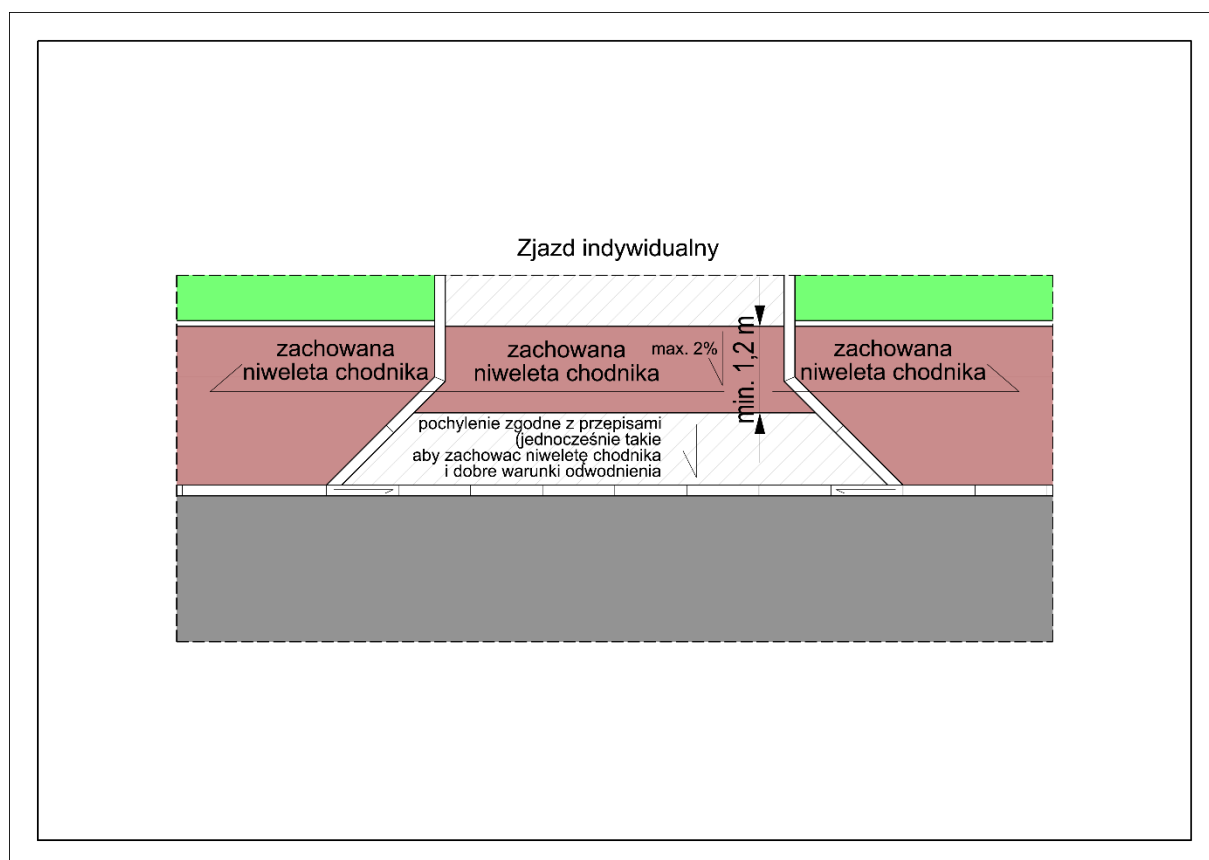 Zjazd indywidualny
zachowana
niweleta chodnika
zachowana
niweleta chodnika
max. 2%
min. 1,2 m
zachowana
niweleta chodnika
pochylenie zgodne z przepisami
(jednocześnie takie
aby zachowac niweletę chodnika
i dobre warunki odwodnienia